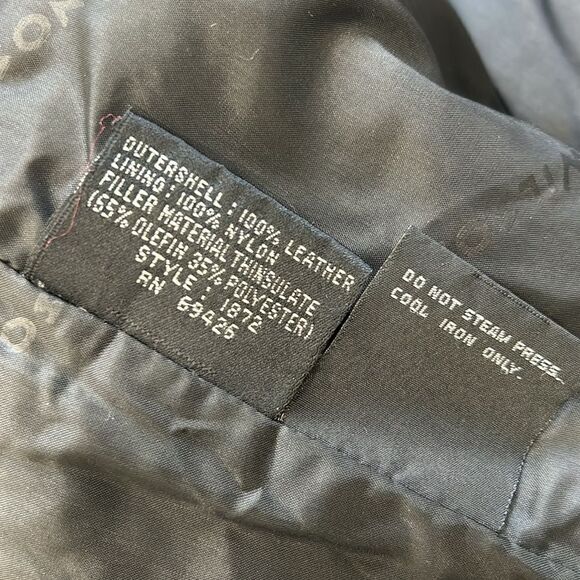 OUTERSHELL : 100% LEATHER
LINING : 100% NYLON
FILLER MATERIAL THINSULATE
(65% OLEFIN 35% POLYESTER)
STYLE : 1872
RN 69426
DO NOT STEAM PRESS.
COOL IRON ONLY.